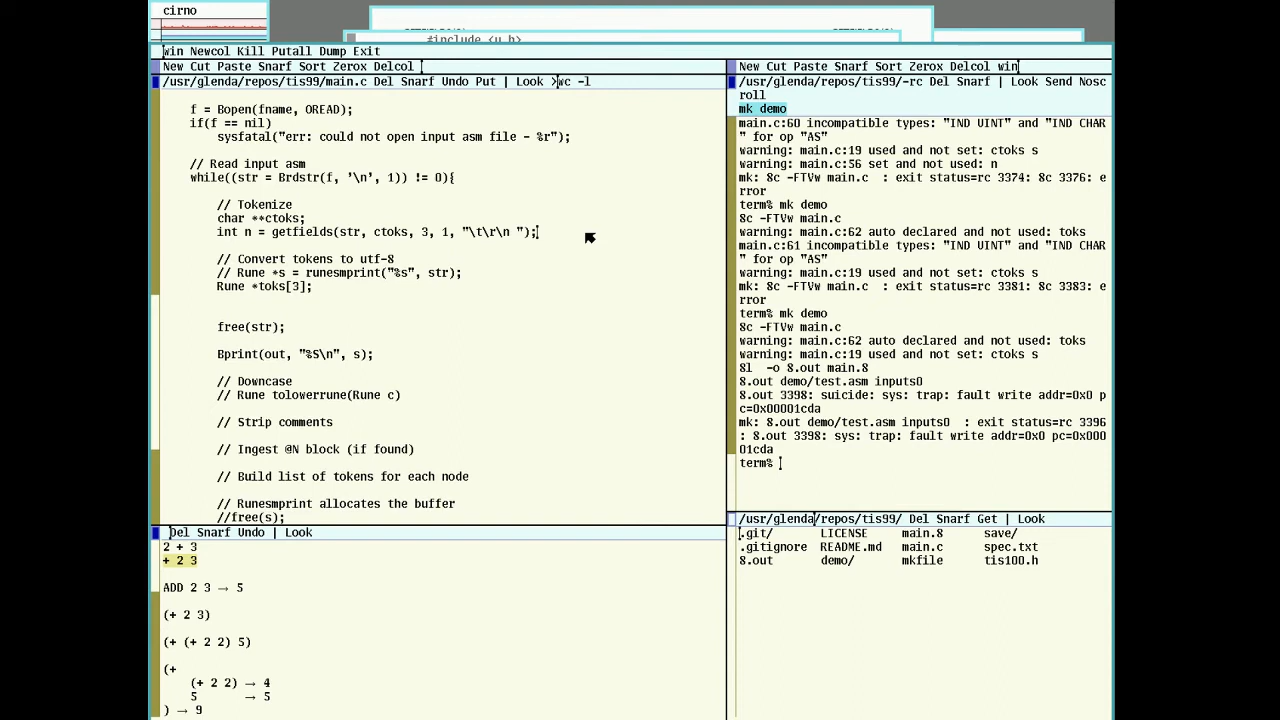 cirno
#include <u.h>
win Newcol Kill Putall Dump Exit
New Cut Paste Snarf Sort Zerox Delcol
/usr/glenda/repos/tis99/main.c Del Snarf Undo Put | Look >wc -l
f = Bopen(fname, OREAD);
if(f == nil)
sysfatal("err: could not open input asm file - %r");
// Read input asm
while((str = Brdstr(f, '\n', 1)) != 0){
// Tokenize
char **ctoks;
int n = getfields(str, ctoks, 3, 1, "\t\r\n ");
// Convert tokens to utf-8
// Rune *s = runesmprint("%s", str);
Rune *toks[3];
free(str);
Bprint(out, "%S\n", s);
// Downcase
// Rune tolowerrune(Rune c)
// Strip comments
// Ingest @N block (if found)
// Build list of tokens for each node
// Runesmprint allocates the buffer
//free(s);
Del Snarf Undo | Look
2 + 3
+ 2 3
ADD 2 3 → 5
(+ 2 3)
(+ (+ 2 2) 5)
(+
(+ 2 2) → 4
5 → 5
) → 9
New Cut Paste Snarf Sort Zerox Delcol win
/usr/glenda/repos/tis99/-rc Del Snarf | Look Send Nosc
roll
mk demo
main.c:60 incompatible types: "IND UINT" and "IND CHAR
" for op "AS"
warning: main.c:19 used and not set: ctoks s
warning: main.c:56 set and not used: n
mk: 8c -FTVw main.c  : exit status=rc 3374: 8c 3376: e
rror
term% mk demo
8c -FTVw main.c
warning: main.c:62 auto declared and not used: toks
main.c:61 incompatible types: "IND UINT" and "IND CHAR
" for op "AS"
warning: main.c:19 used and not set: ctoks s
mk: 8c -FTVw main.c  : exit status=rc 3381: 8c 3383: e
rror
term% mk demo
8c -FTVw main.c
warning: main.c:62 auto declared and not used: toks
warning: main.c:19 used and not set: ctoks s
8l  -o 8.out main.8
8.out demo/test.asm inputs0
8.out 3398: suicide: sys: trap: fault write addr=0x0 p
c=0x00001cda
mk: 8.out demo/test.asm inputs0  : exit status=rc 3396
: 8.out 3398: sys: trap: fault write addr=0x0 pc=0x000
01cda
term%
/usr/glenda/repos/tis99/ Del Snarf Get | Look
.git/ LICENSE main.8 save/
.gitignore README.md main.c spec.txt
8.out demo/ mkfile tis100.h